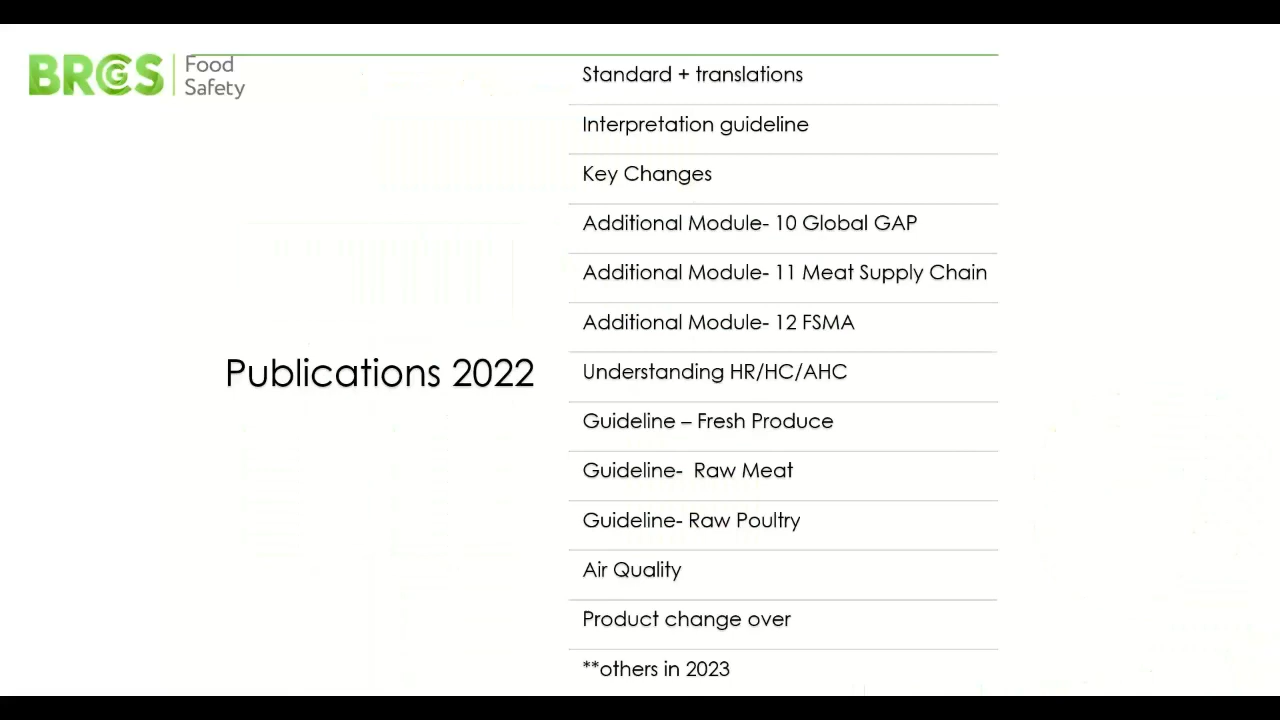 BRCGS
Food
Safety
Publications 2022
Standard + translations
Interpretation guideline
Key Changes
Additional Module- 10 Global GAP
Additional Module- 11 Meat Supply Chain
Additional Module- 12 FSMA
Understanding HR/HC/AHC
Guideline – Fresh Produce
Guideline-  Raw Meat
Guideline- Raw Poultry
Air Quality
Product change over
**others in 2023